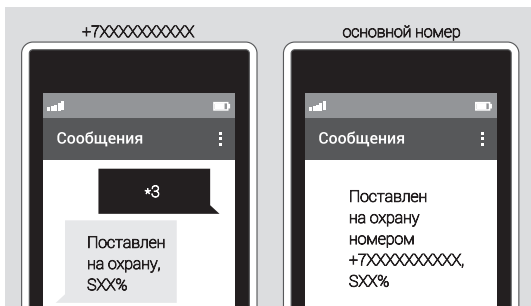 +7XXXXXXXXXX
Сообщения
*3
Поставлен
на охрану,
SXX%
основной номер
Сообщения
Поставлен
на охрану
номером
+7XXXXXXXXXX,
SXX%